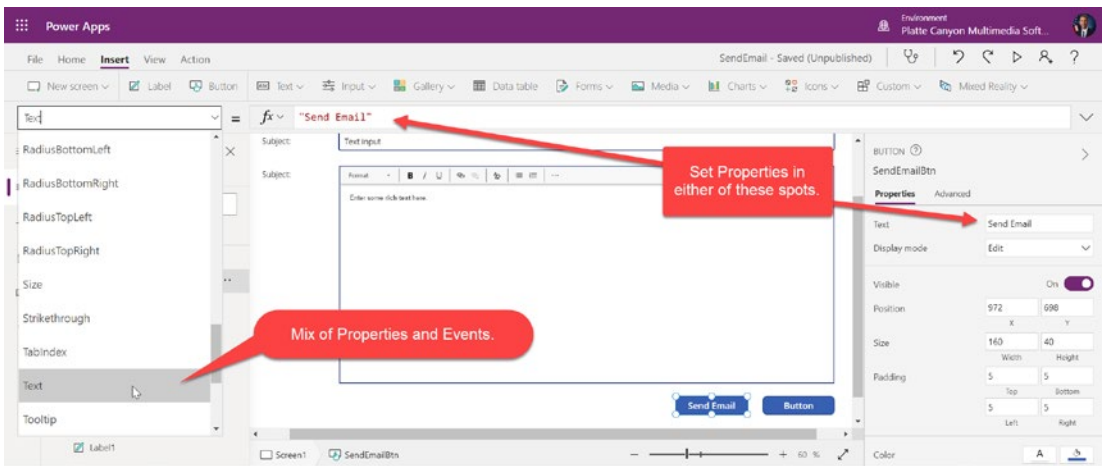 Power Apps
Environment
Platte Canyon Multimedia Soft...
File Home Insert View Action
SendEmail - Saved (Unpublished)
New screen Label Button Text Input Gallery Data table Forms Media Charts Icons Custom Mixed Reality
Text = fx "Send Email"
RadiusBottomLeft
RadiusBottomRight
RadiusTopLeft
RadiusTopRight
Size
Strikethrough
TabIndex
Text
Tooltip
Label1
Subject: Text input
Subject:
Format B I U
Enter some rich text here.
Set Properties in
either of these spots.
Mix of Properties and Events.
Send Email Button
Screen1 SendEmailBtn
60 %
BUTTON
SendEmailBtn
Properties Advanced
Text Send Email
Display mode Edit
Visible On
Position 972 698
X Y
Size 160 40
Width Height
Padding 5 5
Top Bottom
5 5
Left Right
Color A